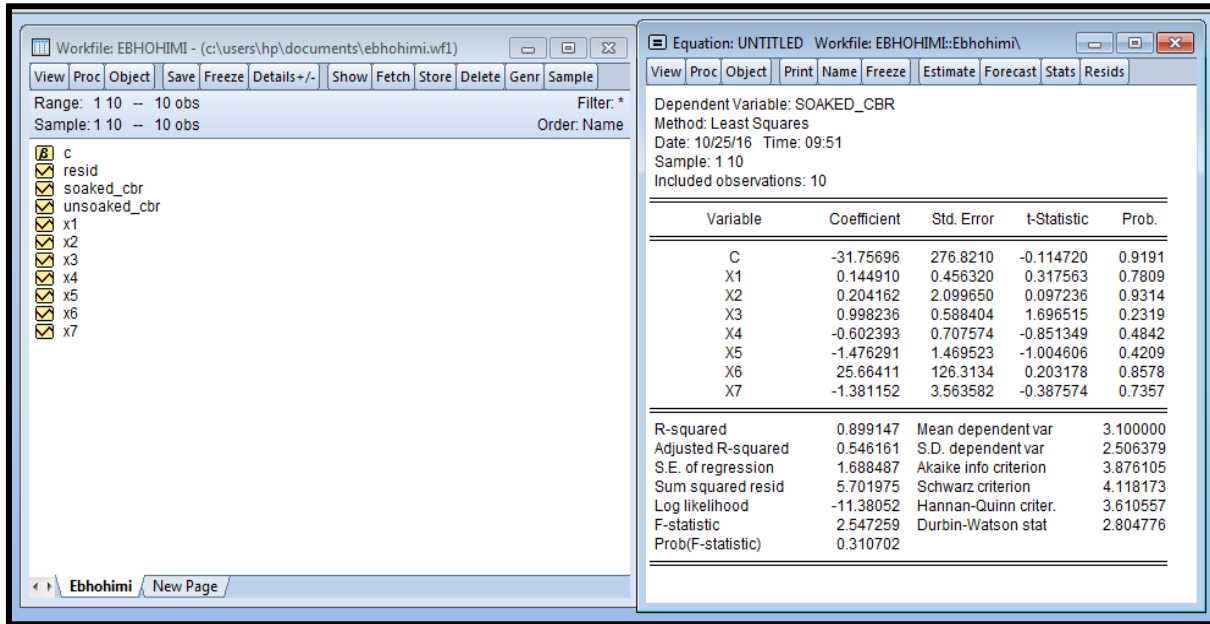 Workfile: EBHOHIMI - (c:\users\hp\documents\ebhohimi.wf1)
View Proc Object Save Freeze Details+/- Show Fetch Store Delete Genr Sample
Range: 1 10 -- 10 obs Filter: *
Sample: 1 10 -- 10 obs Order: Name
β c
resid
soaked_cbr
unsoaked_cbr
x1
x2
x3
x4
x5
x6
x7
Ebhohimi New Page
Equation: UNTITLED Workfile: EBHOHIMI::Ebhohimi\
View Proc Object Print Name Freeze Estimate Forecast Stats Resids
Dependent Variable: SOAKED_CBR
Method: Least Squares
Date: 10/25/16 Time: 09:51
Sample: 1 10
Included observations: 10
Variable Coefficient Std. Error t-Statistic Prob.
C -31.75696 276.8210 -0.114720 0.9191
X1 0.144910 0.456320 0.317563 0.7809
X2 0.204162 2.099650 0.097236 0.9314
X3 0.998236 0.588404 1.696515 0.2319
X4 -0.602393 0.707574 -0.851349 0.4842
X5 -1.476291 1.469523 -1.004606 0.4209
X6 25.66411 126.3134 0.203178 0.8578
X7 -1.381152 3.563582 -0.387574 0.7357
R-squared 0.899147 Mean dependent var 3.100000
Adjusted R-squared 0.546161 S.D. dependent var 2.506379
S.E. of regression 1.688487 Akaike info criterion 3.876105
Sum squared resid 5.701975 Schwarz criterion 4.118173
Log likelihood -11.38052 Hannan-Quinn criter. 3.610557
F-statistic 2.547259 Durbin-Watson stat 2.804776
Prob(F-statistic) 0.310702